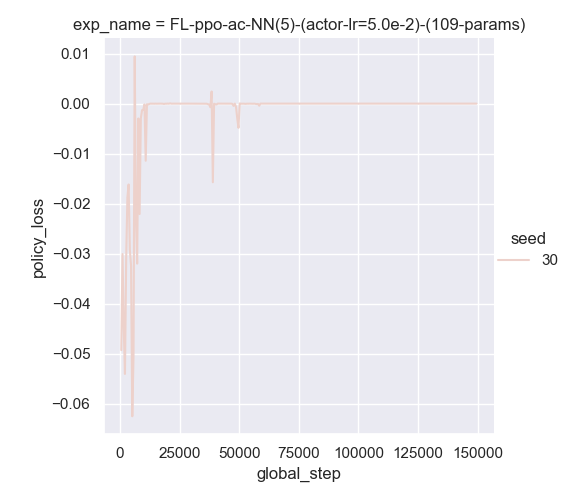 exp_name = FL-ppo-ac-NN(5)-(actor-lr=5.0e-2)-(109-params)
0.01
0.00
−0.01
−0.02
−0.03
−0.04
−0.05
−0.06
policy_loss
0 25000 50000 75000 100000 125000 150000
global_step
seed
30